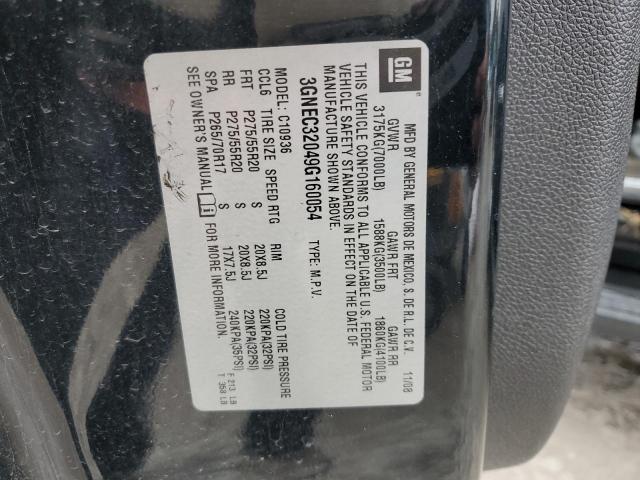 GM
MFD BY GENERAL MOTORS DE MEXICO, S. DE R.L. DE C.V.
11/08
GVWR GAWR FRT GAWR RR
3175KG(7000LB) 1588KG(3500LB) 1860KG(4100LB)
THIS VEHICLE CONFORMS TO ALL APPLICABLE U.S. FEDERAL MOTOR
VEHICLE SAFETY STANDARDS IN EFFECT ON THE DATE OF
MANUFACTURE SHOWN ABOVE.
3GNEC32049G160054 TYPE: M.P.V.
MODEL: C10936
CCL6 TIRE SIZE SPEED RTG RIM COLD TIRE PRESSURE
FRT P275/55R20 S 20X8.5J 220KPA(32PSI)
RR P275/55R20 S 20X8.5J 220KPA(32PSI)
SPA P265/70R17 17X7.5J 240KPA(35PSI)
SEE OWNER'S MANUAL FOR MORE INFORMATION.
F 213 LB
T 358 LB